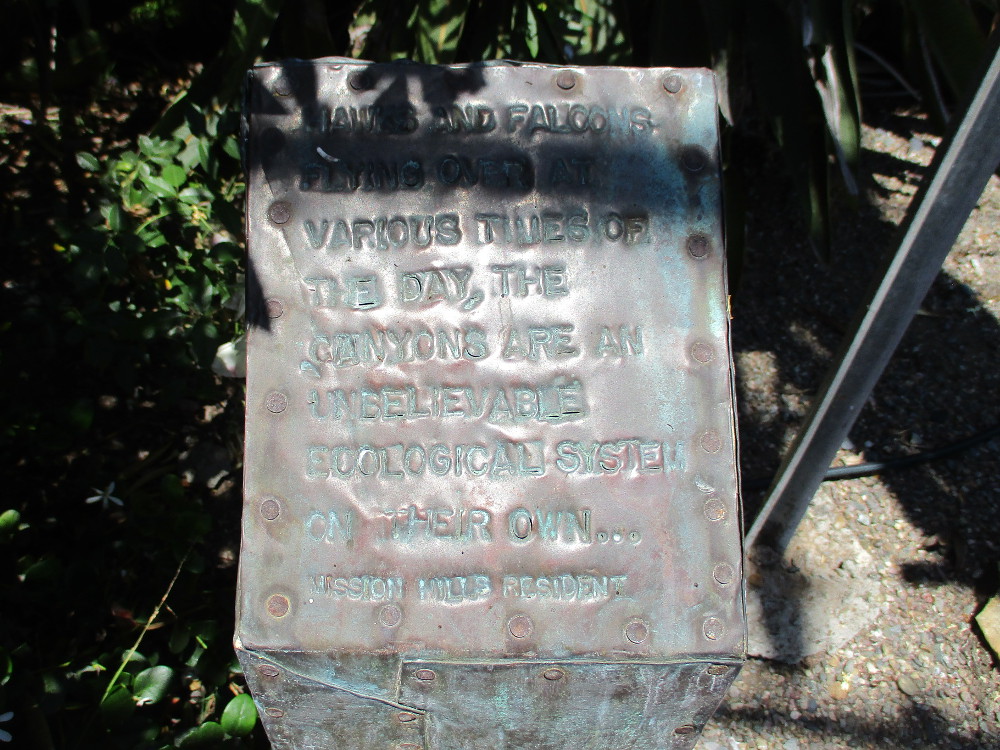 HAWKS AND FALCONS
FLYING OVER AT
VARIOUS TIMES OF
THE DAY, THE
CANYONS ARE AN
UNBELIEVABLE
ECOLOGICAL SYSTEM
ON THEIR OWN...
MISSION HILLS RESIDENT